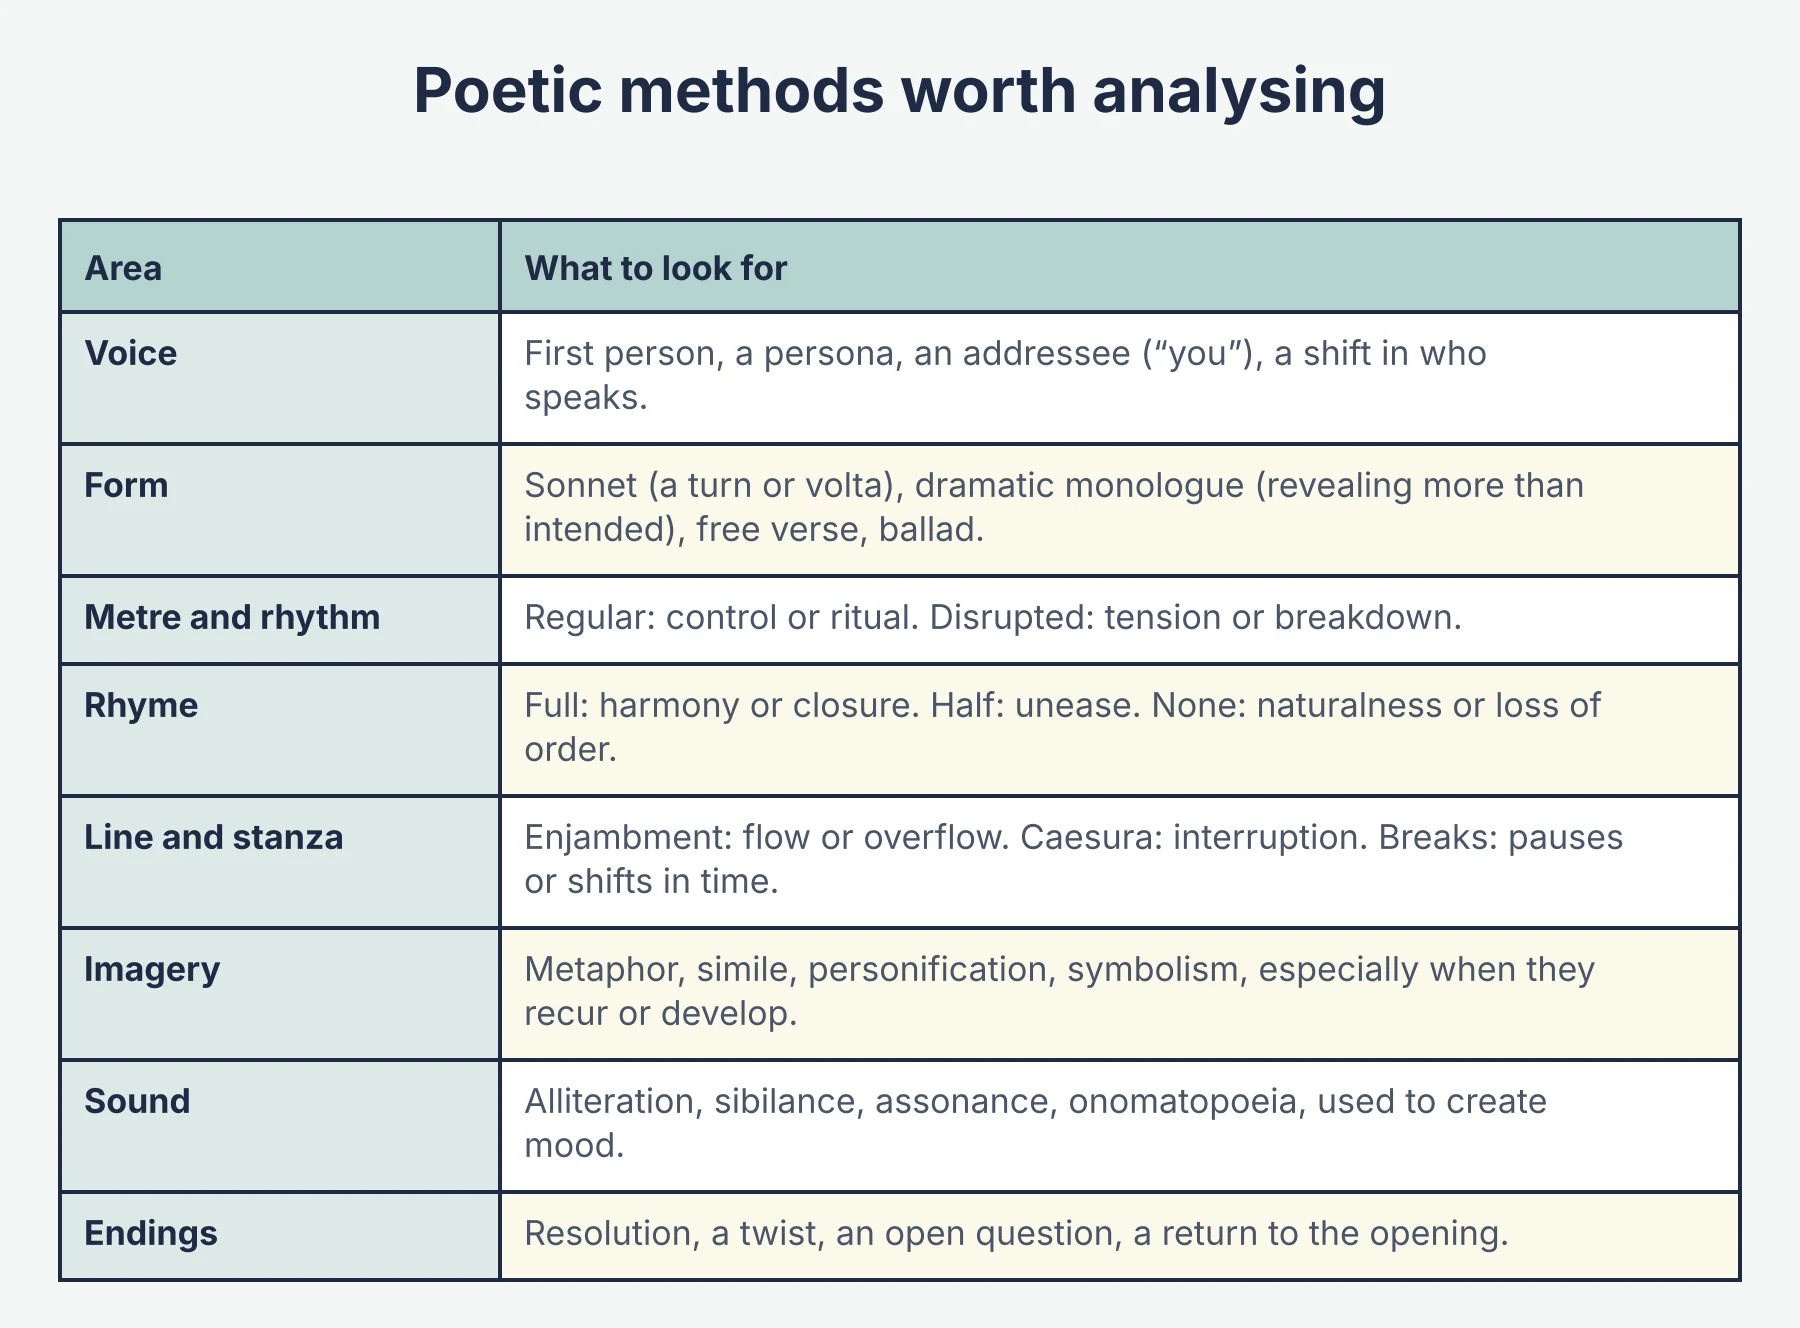 Poetic methods worth analysing
Area
What to look for
Voice
First person, a persona, an addressee (“you”), a shift in who
speaks.
Form
Sonnet (a turn or volta), dramatic monologue (revealing more than
intended), free verse, ballad.
Metre and rhythm
Regular: control or ritual. Disrupted: tension or breakdown.
Rhyme
Full: harmony or closure. Half: unease. None: naturalness or loss of
order.
Line and stanza
Enjambment: flow or overflow. Caesura: interruption. Breaks: pauses
or shifts in time.
Imagery
Metaphor, simile, personification, symbolism, especially when they
recur or develop.
Sound
Alliteration, sibilance, assonance, onomatopoeia, used to create
mood.
Endings
Resolution, a twist, an open question, a return to the opening.